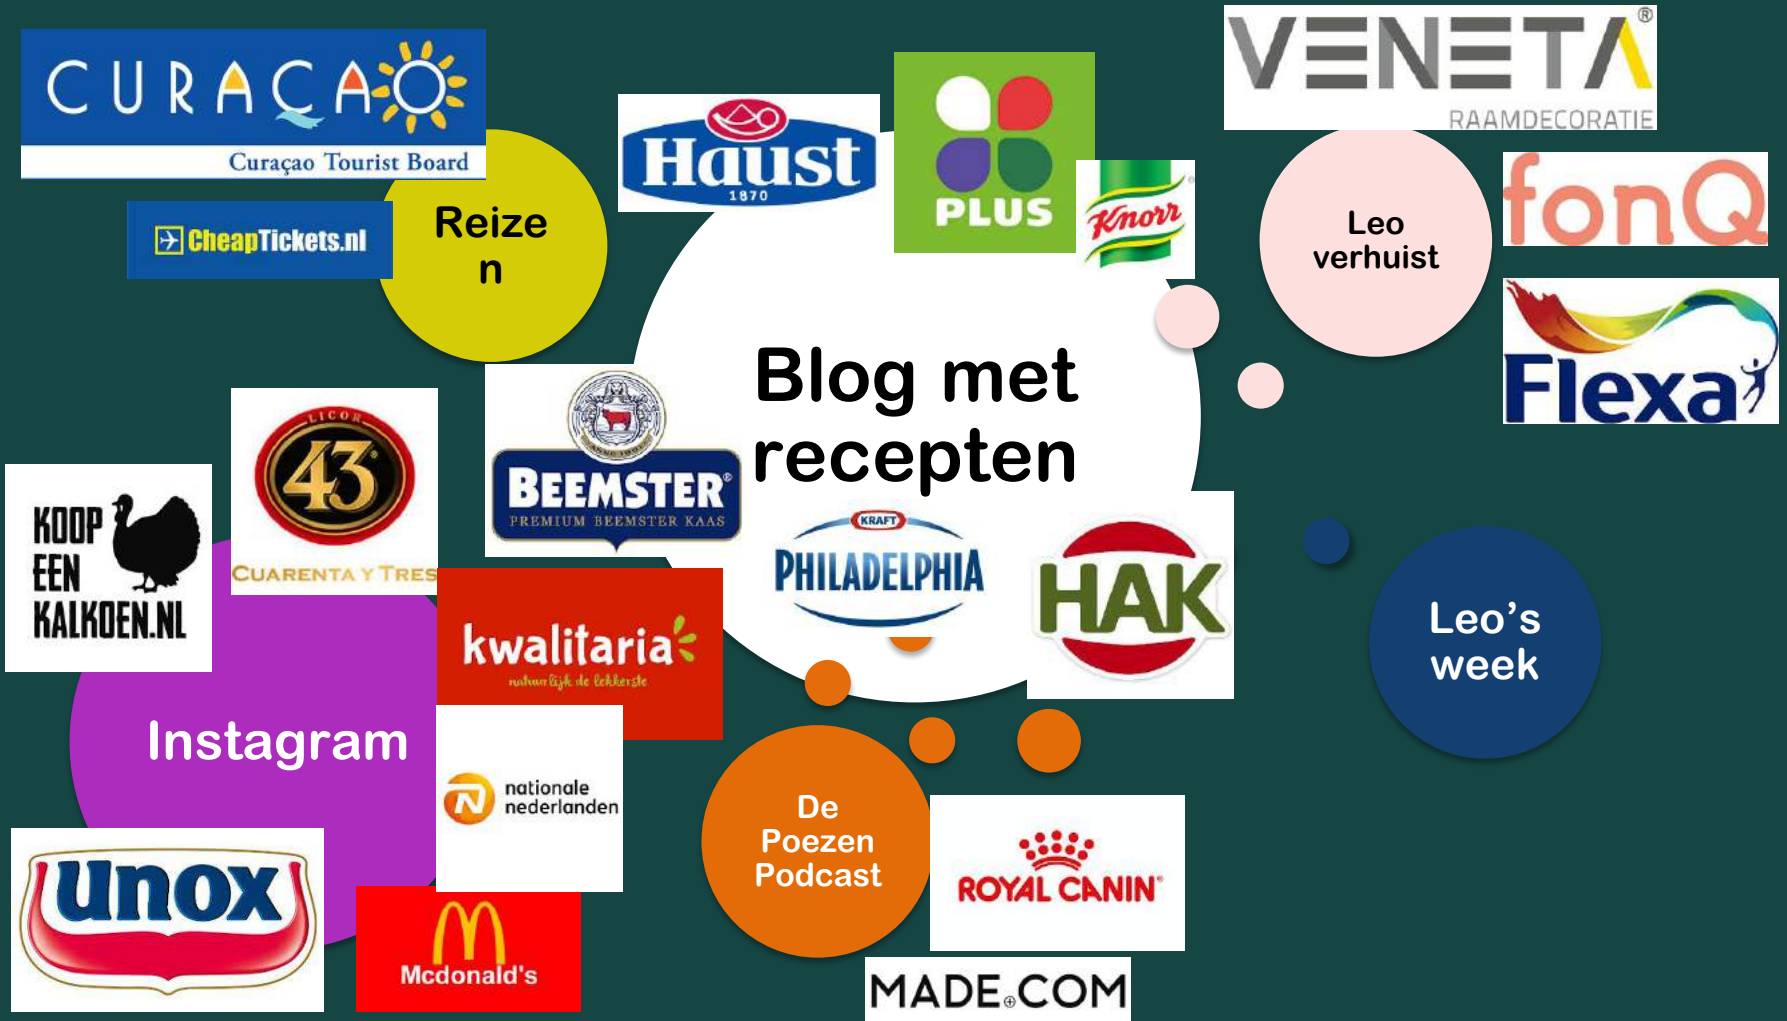 CURAÇAO
Curaçao Tourist Board
CheapTickets.nl
Reize
n
Haust
1870
PLUS
Knorr
VENETA®
RAAMDECORATIE
Leo
verhuist
fonQ
Flexa
Blog met
recepten
LICOR
43
CUARENTA Y TRES
BEEMSTER®
PREMIUM BEEMSTER KAAS
KOOP
EEN
KALKOEN.NL
KRAFT
PHILADELPHIA
HAK
kwalitaria
natuurlijk de lekkerste
Leo's
week
Instagram
nationale
nederlanden
De
Poezen
Podcast
ROYAL CANIN
unox
Mcdonald's
MADE.COM